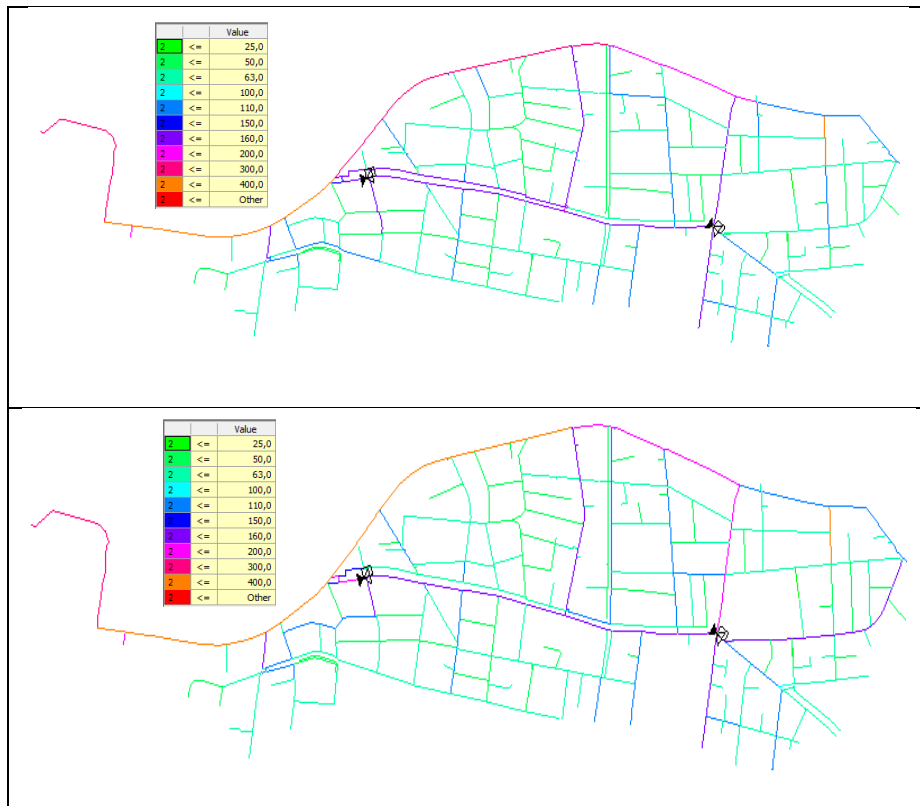 Value
2 <= 25,0
2 <= 50,0
2 <= 63,0
2 <= 100,0
2 <= 110,0
2 <= 150,0
2 <= 160,0
2 <= 200,0
2 <= 300,0
2 <= 400,0
2 <= Other
Value
2 <= 25,0
2 <= 50,0
2 <= 63,0
2 <= 100,0
2 <= 110,0
2 <= 150,0
2 <= 160,0
2 <= 200,0
2 <= 300,0
2 <= 400,0
2 <= Other